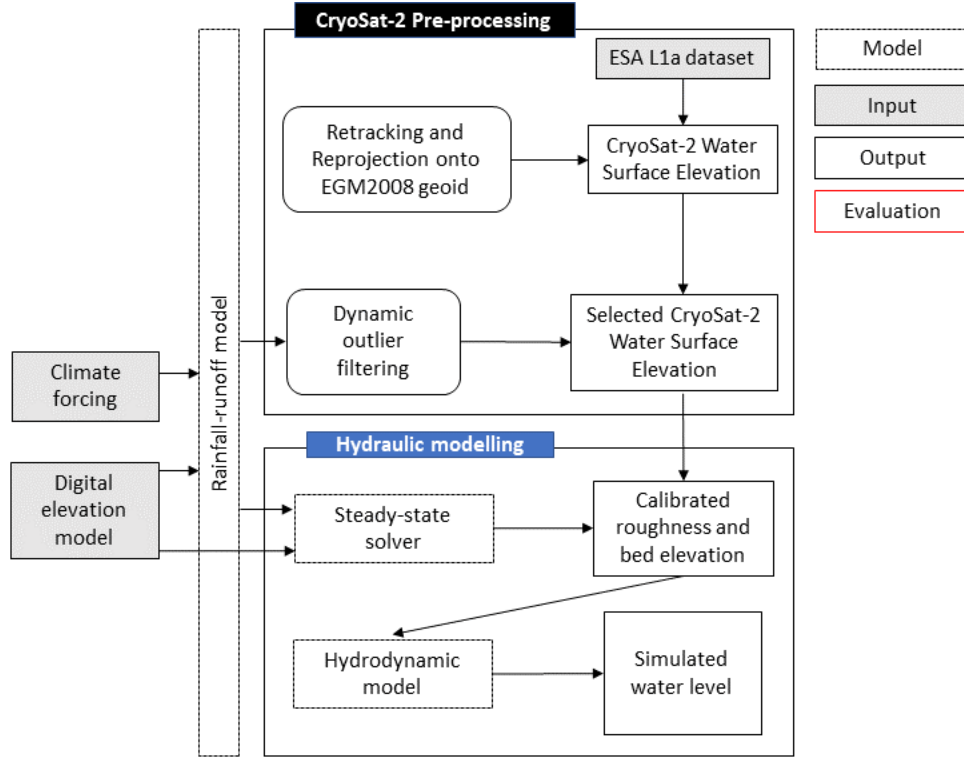 CryoSat-2 Pre-processing
ESA L1a dataset
Retracking and
Reprojection onto
EGM2008 geoid
CryoSat-2 Water
Surface Elevation
Dynamic
outlier
filtering
Selected CryoSat-2
Water Surface
Elevation
Climate
forcing
Digital
elevation
model
Rainfall-runoff model
Hydraulic modelling
Steady-state
solver
Calibrated
roughness and
bed elevation
Hydrodynamic
model
Simulated
water level
Model
Input
Output
Evaluation